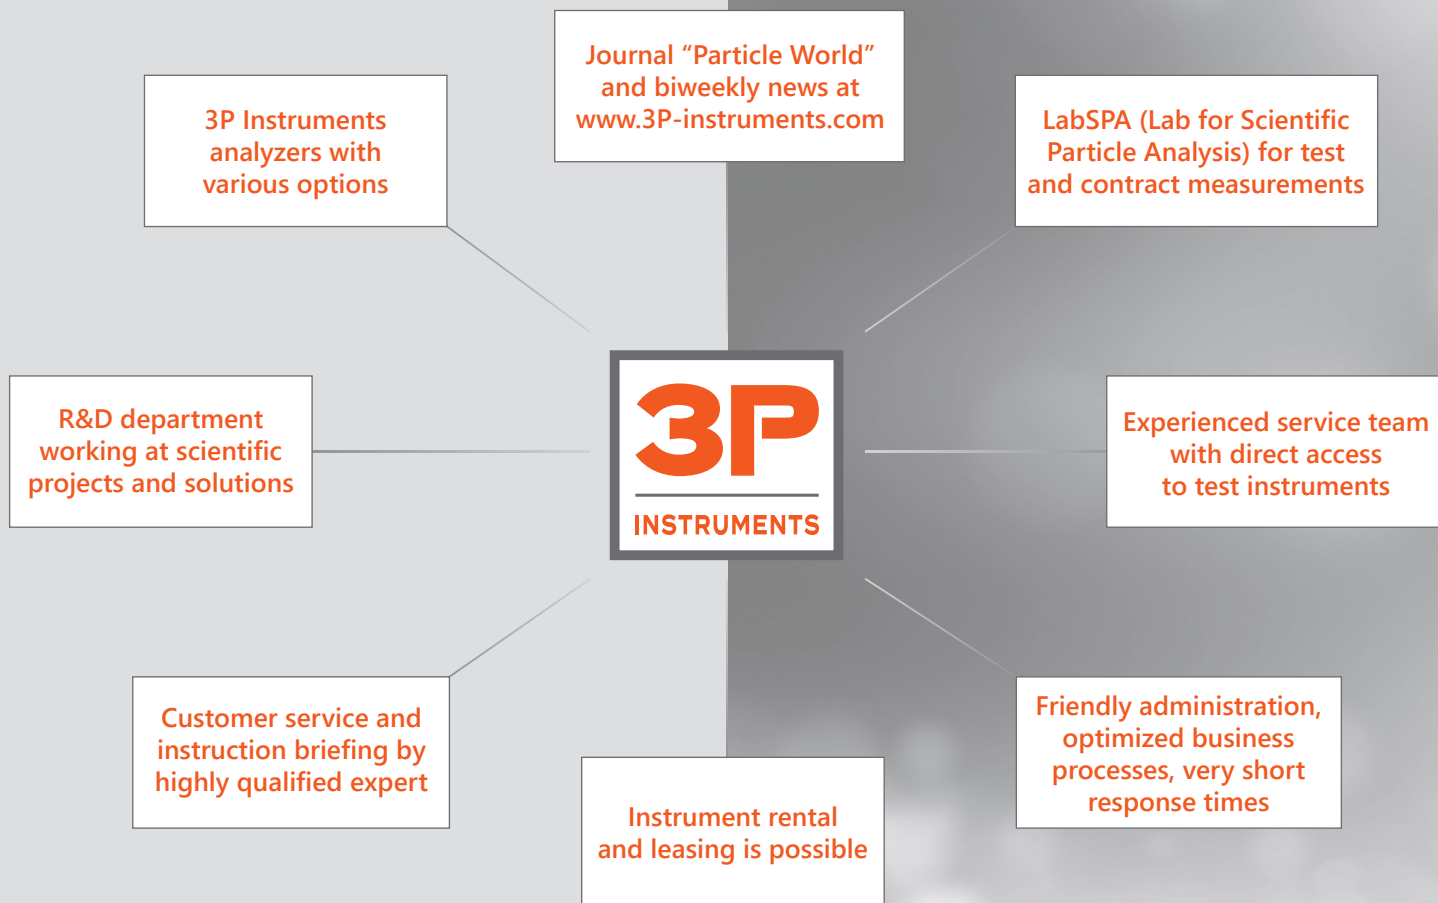 Journal “Particle World”
and biweekly news at
www.3P-instruments.com
3P Instruments
analyzers with
various options
LabSPA (Lab for Scientific
Particle Analysis) for test
and contract measurements
R&D department
working at scientific
projects and solutions
3P
INSTRUMENTS
Experienced service team
with direct access
to test instruments
Customer service and
instruction briefing by
highly qualified expert
Instrument rental
and leasing is possible
Friendly administration,
optimized business
processes, very short
response times